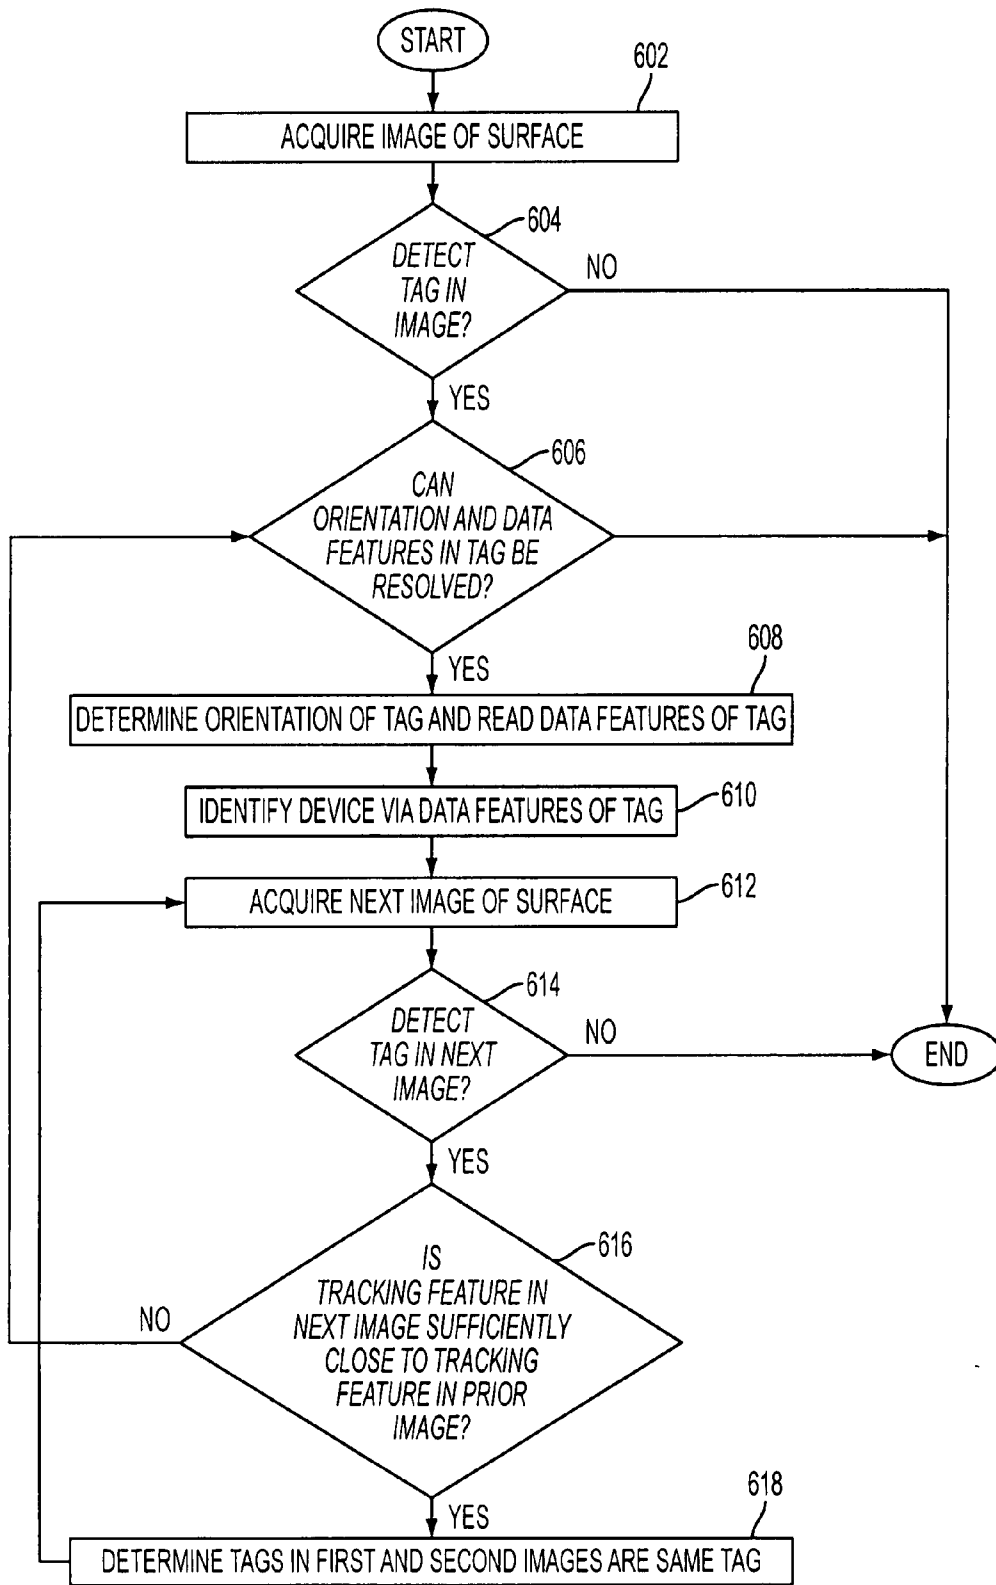 START
602
ACQUIRE IMAGE OF SURFACE
604
DETECT
TAG IN
IMAGE?
NO
YES
606
CAN
ORIENTATION AND DATA
FEATURES IN TAG BE
RESOLVED?
YES
608
DETERMINE ORIENTATION OF TAG AND READ DATA FEATURES OF TAG
IDENTIFY DEVICE VIA DATA FEATURES OF TAG
610
ACQUIRE NEXT IMAGE OF SURFACE
612
614
DETECT
TAG IN NEXT
IMAGE?
NO
END
YES
616
IS
TRACKING FEATURE IN
NEXT IMAGE SUFFICIENTLY
CLOSE TO TRACKING
FEATURE IN PRIOR
IMAGE?
NO
YES
618
DETERMINE TAGS IN FIRST AND SECOND IMAGES ARE SAME TAG